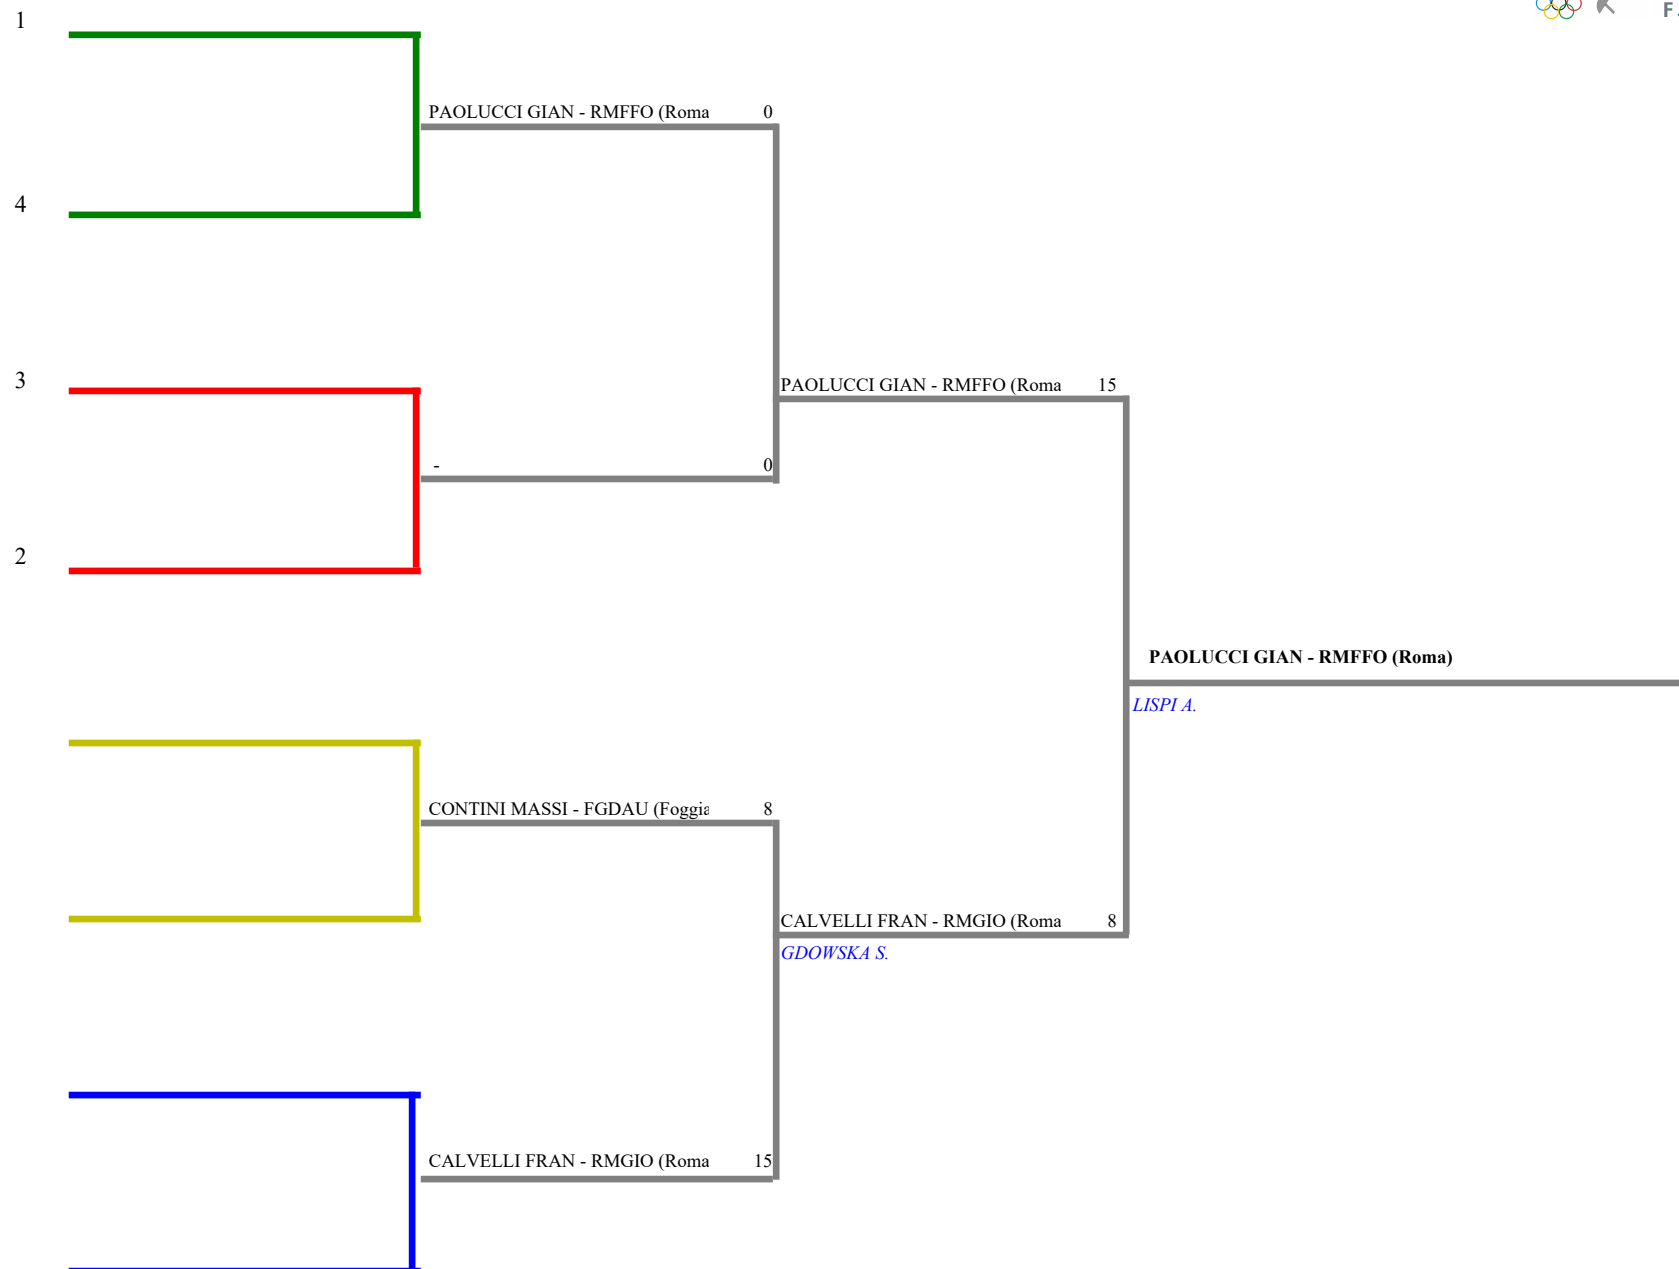 1
F
PAOLUCCI GIAN - RMFFO (Roma 0
4
3
PAOLUCCI GIAN - RMFFO (Roma 15
- 0
2
PAOLUCCI GIAN - RMFFO (Roma)
LISPI A.
CONTINI MASSI - FGDAU (Foggia 8
CALVELLI FRAN - RMGIO (Roma 8
GDOWSKA S.
CALVELLI FRAN - RMGIO (Roma 15